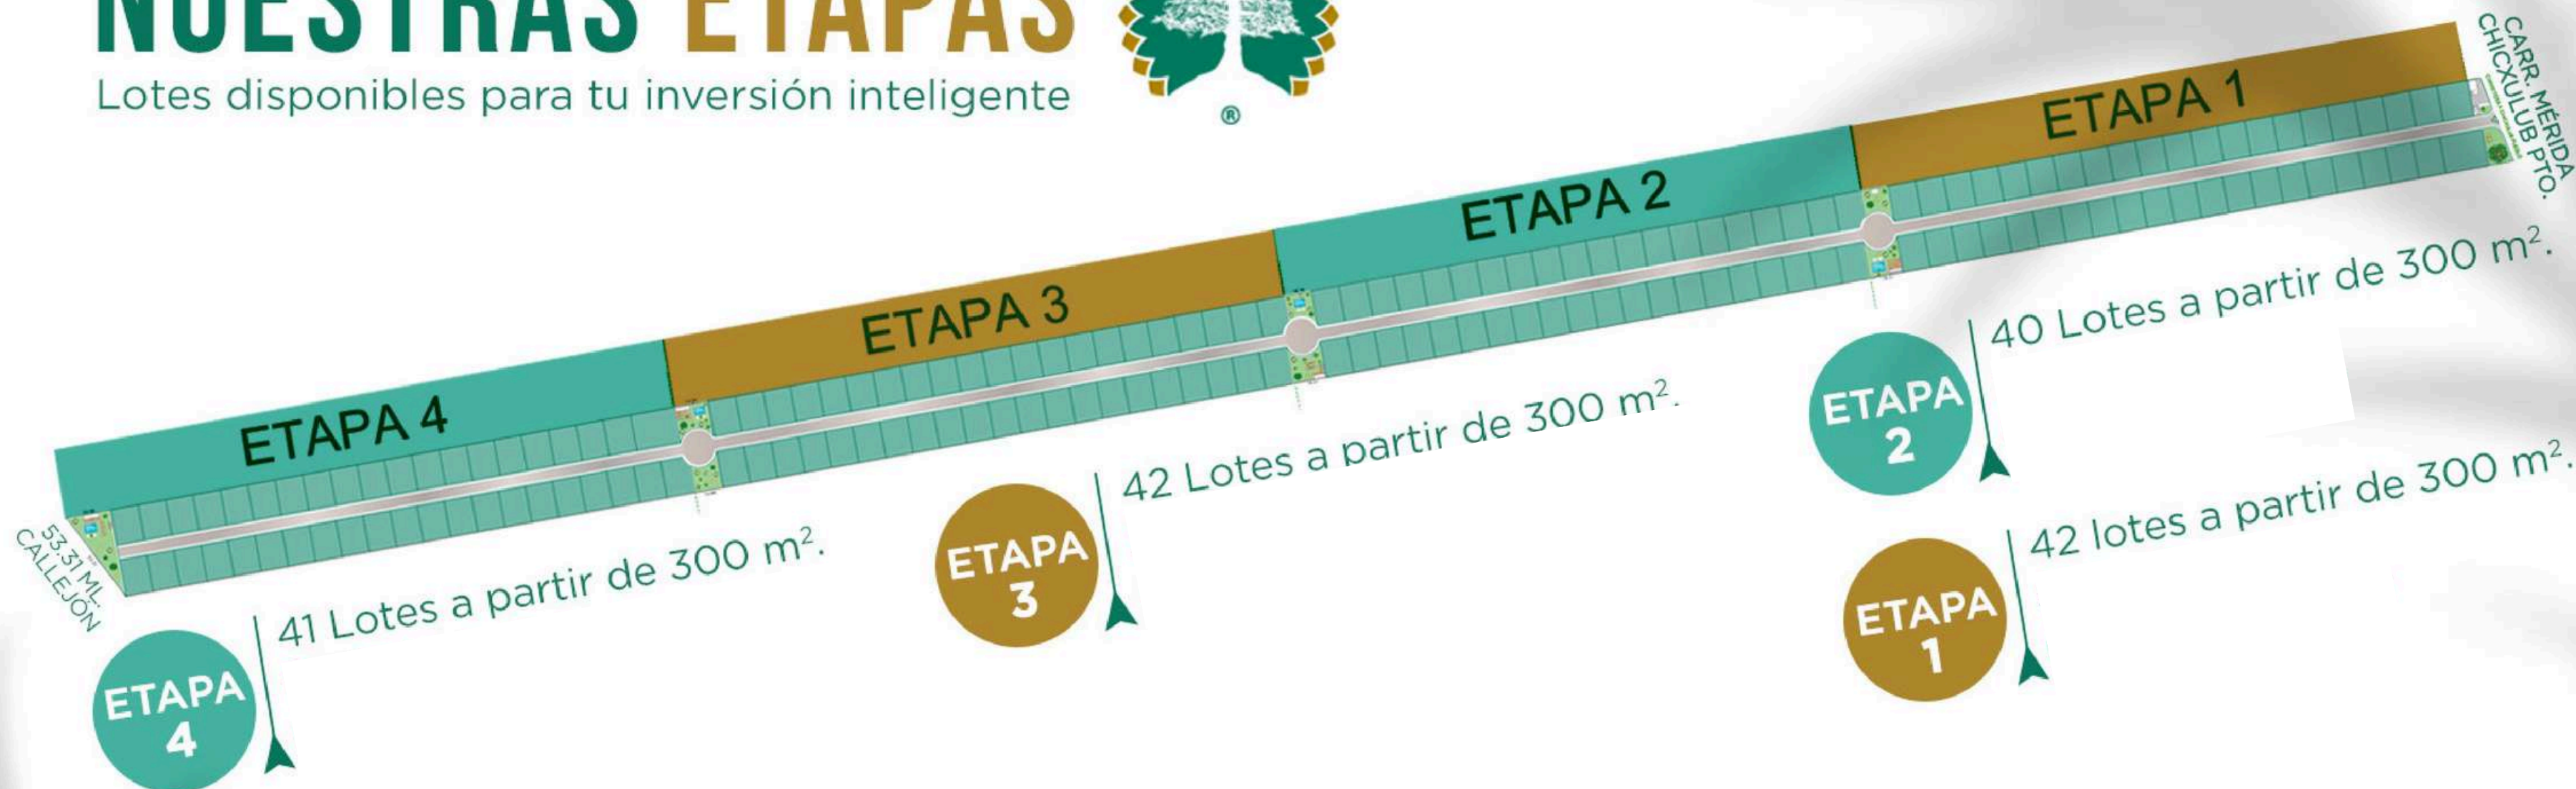 NUESTRAS ETAPAS
Lotes disponibles para tu inversión inteligente
®
CARR. MÉRIDA
CHICXULUB PTO.
ETAPA 1
ETAPA 2
ETAPA 3
ETAPA 4
53.31 ML.
CALLEJÓN
40 Lotes a partir de 300 m².
ETAPA
2
42 Lotes a partir de 300 m².
ETAPA
3
42 lotes a partir de 300 m².
ETAPA
1
41 Lotes a partir de 300 m².
ETAPA
4